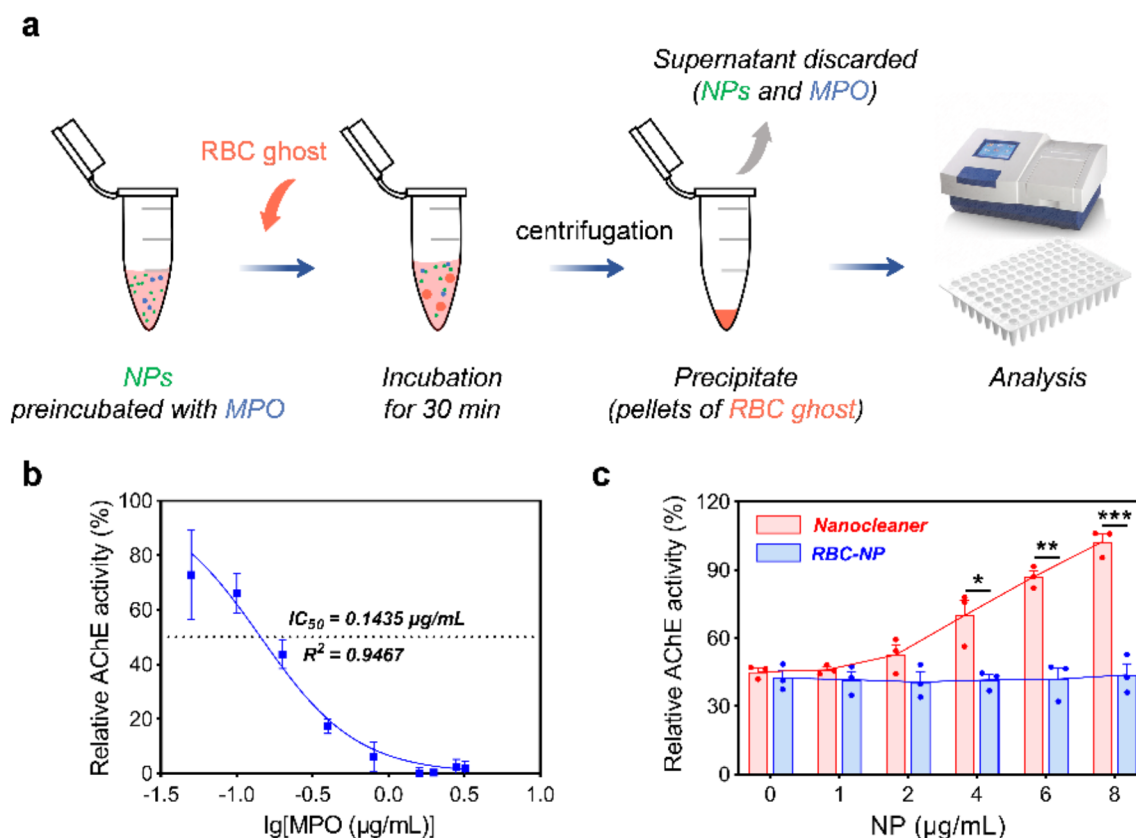 a
Supernatant discarded
(NPs and MPO)
RBC ghost
centrifugation
NPs
preincubated with MPO
Incubation
for 30 min
Precipitate
(pellets of RBC ghost)
Analysis
b
Relative AChE activity (%)
100
80
60
40
20
0
IC50 = 0.1435 µg/mL
R² = 0.9467
-1.5
-1.0
-0.5
0.0
0.5
1.0
lg[MPO (µg/mL)]
c
Relative AChE activity (%)
120
90
60
30
0
Nanocleaner
RBC-NP
*
**
***
0
1
2
4
6
8
NP (µg/mL)